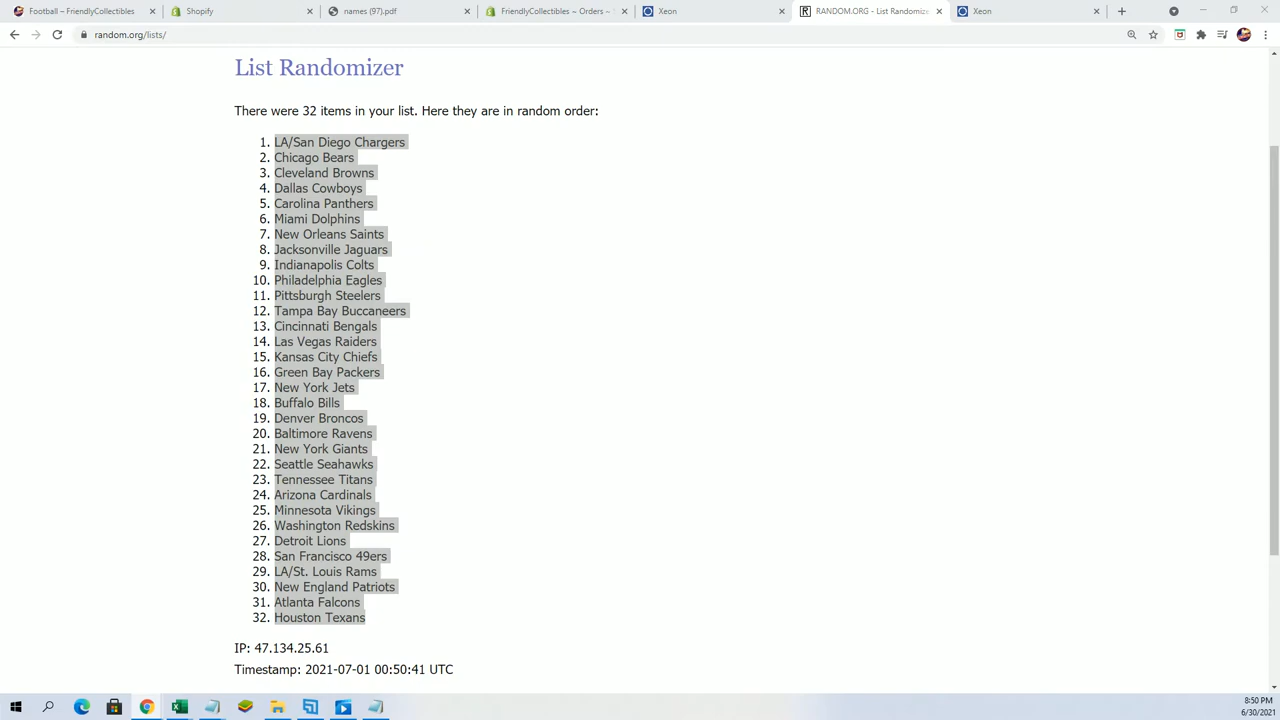 Football – FriendlyCollectibles
Shopify
names (97).pdf
FriendlyCollectibles ~ Orders ~ S
Xeon
RANDOM.ORG - List Randomize
Xeon
random.org/lists/
List Randomizer
There were 32 items in your list. Here they are in random order:
1. LA/San Diego Chargers
2. Chicago Bears
3. Cleveland Browns
4. Dallas Cowboys
5. Carolina Panthers
6. Miami Dolphins
7. New Orleans Saints
8. Jacksonville Jaguars
9. Indianapolis Colts
10. Philadelphia Eagles
11. Pittsburgh Steelers
12. Tampa Bay Buccaneers
13. Cincinnati Bengals
14. Las Vegas Raiders
15. Kansas City Chiefs
16. Green Bay Packers
17. New York Jets
18. Buffalo Bills
19. Denver Broncos
20. Baltimore Ravens
21. New York Giants
22. Seattle Seahawks
23. Tennessee Titans
24. Arizona Cardinals
25. Minnesota Vikings
26. Washington Redskins
27. Detroit Lions
28. San Francisco 49ers
29. LA/St. Louis Rams
30. New England Patriots
31. Atlanta Falcons
32. Houston Texans
IP: 47.134.25.61
Timestamp: 2021-07-01 00:50:41 UTC
8:50 PM
6/30/2021